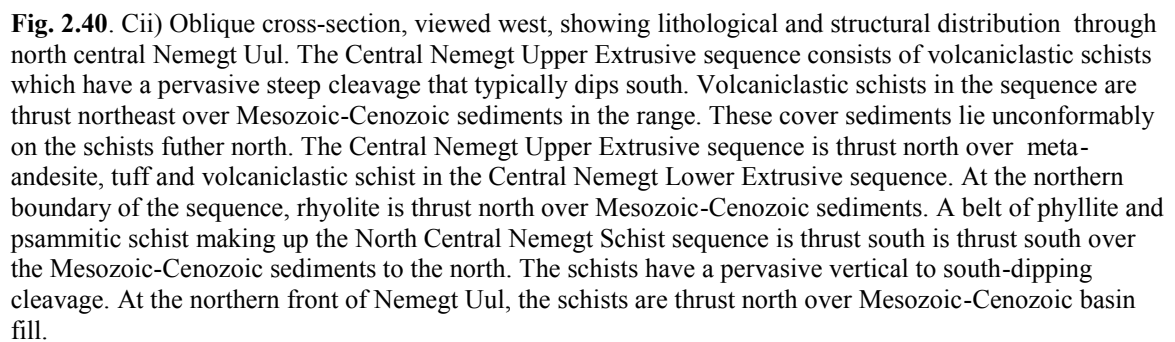 Fig. 2.40. Cii) Oblique cross-section, viewed west, showing lithological and structural distribution through
north central Nemegt Uul. The Central Nemegt Upper Extrusive sequence consists of volcaniclastic schists
which have a pervasive steep cleavage that typically dips south. Volcaniclastic schists in the sequence are
thrust northeast over Mesozoic-Cenozoic sediments in the range. These cover sediments lie unconformably
on the schists futher north. The Central Nemegt Upper Extrusive sequence is thrust north over meta-
andesite, tuff and volcaniclastic schist in the Central Nemegt Lower Extrusive sequence. At the northern
boundary of the sequence, rhyolite is thrust north over Mesozoic-Cenozoic sediments. A belt of phyllite and
psammitic schist making up the North Central Nemegt Schist sequence is thrust south is thrust south over
the Mesozoic-Cenozoic sediments to the north. The schists have a pervasive vertical to south-dipping
cleavage. At the northern front of Nemegt Uul, the schists are thrust north over Mesozoic-Cenozoic basin
fill.